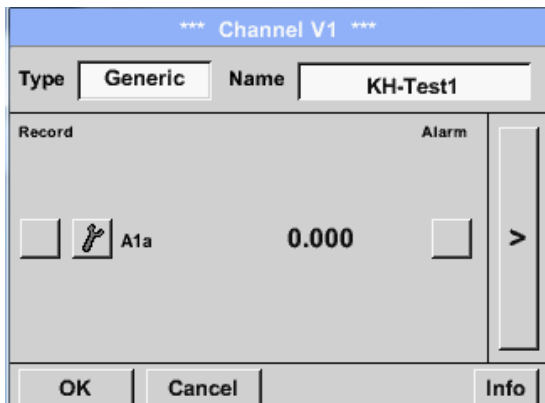 *** Channel V1 ***
Type Generic Name KH-Test1
Record Alarm
A1a 0.000 >
OK Cancel Info